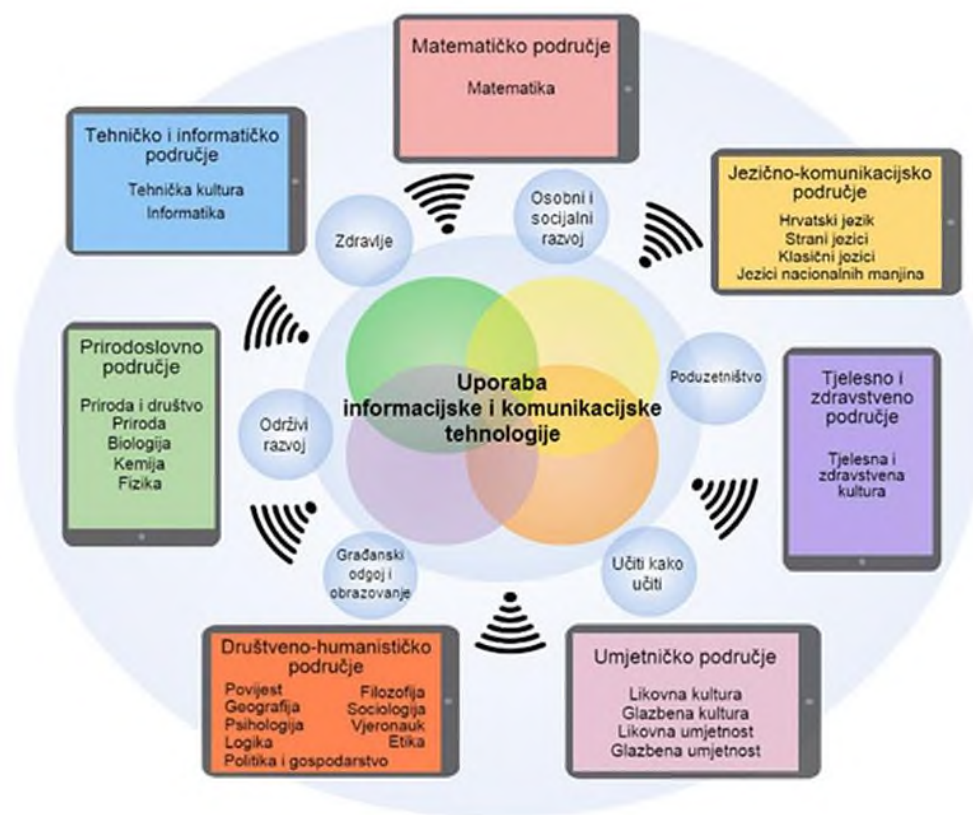 Matematičko područje
Matematika
Tehničko i informatičko
područje
Tehnička kultura
Informatika
Jezično-komunikacijsko
područje
Hrvatski jezik
Strani jezici
Klasični jezici
Jezici nacionalnih manjina
Zdravlje
Osobni i
socijalni
razvoj
Prirodoslovno
područje
Priroda i društvo
Priroda
Biologija
Kemija
Fizika
Održivi
razvoj
Uporaba
informacijske i komunikacijske
tehnologije
Poduzetništvo
Tjelesno i
zdravstveno
područje
Tjelesna i
zdravstvena
kultura
Građanski
odgoj i
obrazovanje
Učiti kako
učiti
Društveno-humanističko
područje
Povijest
Geografija
Psihologija
Logika
Politika i gospodarstvo
Filozofija
Sociologija
Vjeronauk
Etika
Umjetničko područje
Likovna kultura
Glazbena kultura
Likovna umjetnost
Glazbena umjetnost